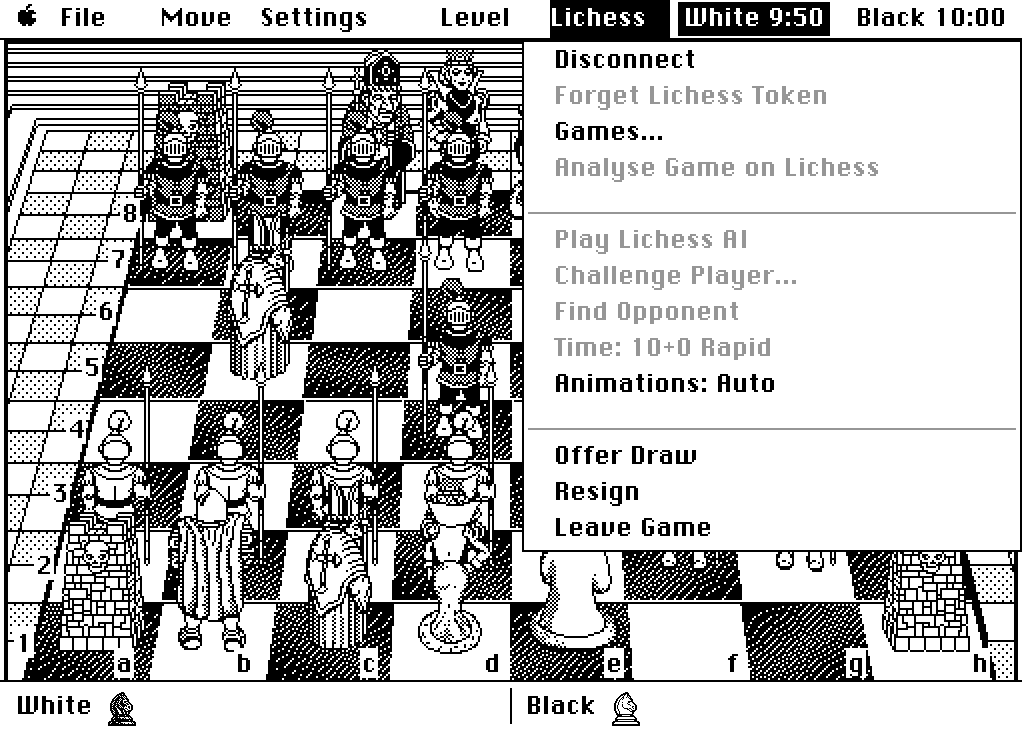 File Move Settings Level Lichess White 9:50 Black 10:00
Disconnect
Forget Lichess Token
Games...
Analyse Game on Lichess
Play Lichess AI
Challenge Player...
Find Opponent
Time: 10+0 Rapid
Animations: Auto
Offer Draw
Resign
Leave Game
8
7
6
5
4
3
2
1
a b c d e f g h
White
Black